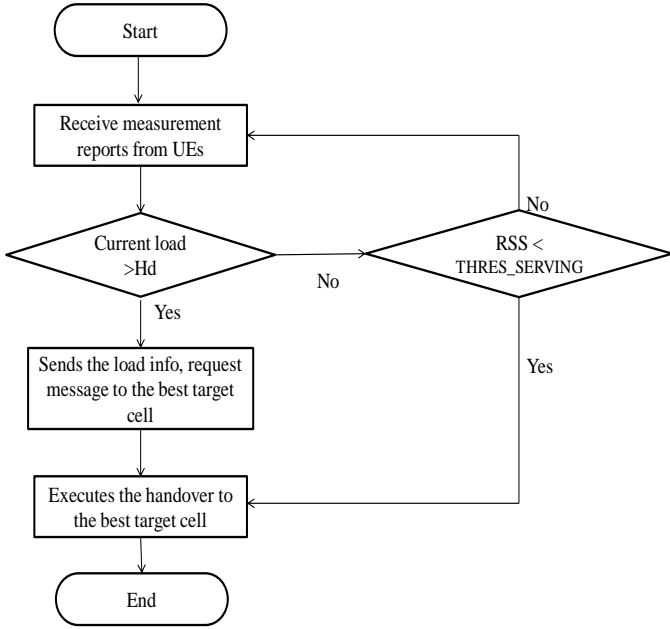 Start
Receive measurement
reports from UEs
Current load
>Hd
No
RSS <
THRES_SERVING
No
Yes
Sends the load info, request
message to the best target
cell
Yes
Executes the handover to
the best target cell
End